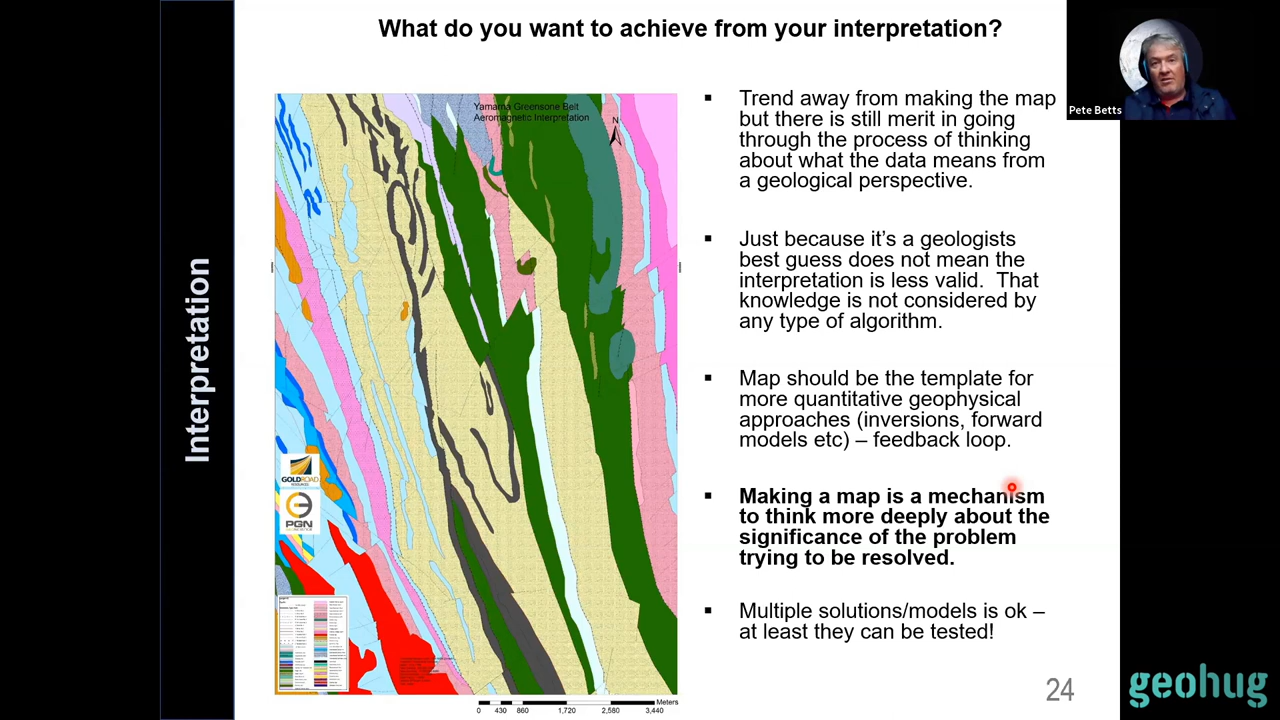 What do you want to achieve from your interpretation?
Interpretation
Yamama Greensone Belt
Aeromagnetic Interpretation
N
Pete Betts
▪ Trend away from making the map
but there is still merit in going
through the process of thinking
about what the data means from
a geological perspective.
▪ Just because it's a geologists
best guess does not mean the
interpretation is less valid. That
knowledge is not considered by
any type of algorithm.
▪ Map should be the template for
more quantitative geophysical
approaches (inversions, forward
models etc) – feedback loop.
▪ Making a map is a mechanism
to think more deeply about the
significance of the problem
trying to be resolved.
▪ Multiple solutions/models is ok –
at least they can be tested!
GOLDROAD
RESOURCES
PGN
Meters
0 430 860 1,720 2,580 3,440
24
geohug